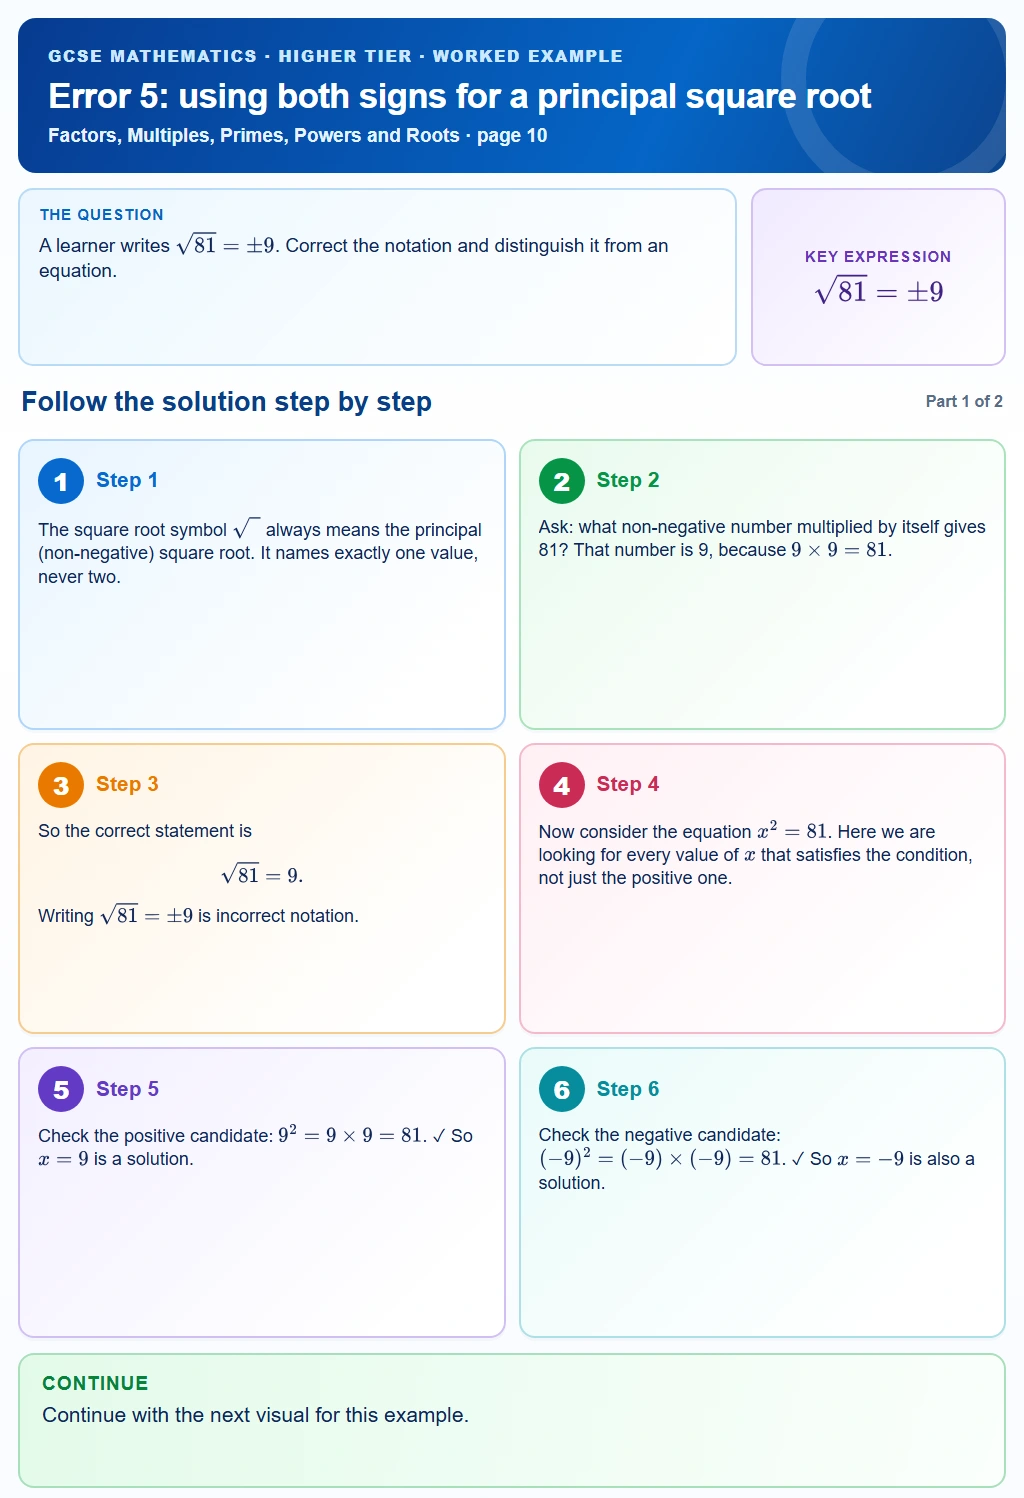 GCSE MATHEMATICS · HIGHER TIER · WORKED EXAMPLE
Error 5: using both signs for a principal square root
Factors, Multiples, Primes, Powers and Roots · page 10
THE QUESTION
A learner writes √81 = ±9. Correct the notation and distinguish it from an
equation.
KEY EXPRESSION
√81 = ±9
Follow the solution step by step
Part 1 of 2
1 Step 1
The square root symbol √ always means the principal
(non-negative) square root. It names exactly one value,
never two.
2 Step 2
Ask: what non-negative number multiplied by itself gives
81? That number is 9, because 9 × 9 = 81.
3 Step 3
So the correct statement is
√81 = 9.
Writing √81 = ±9 is incorrect notation.
4 Step 4
Now consider the equation x² = 81. Here we are
looking for every value of x that satisfies the condition,
not just the positive one.
5 Step 5
Check the positive candidate: 9² = 9 × 9 = 81. ✓ So
x = 9 is a solution.
6 Step 6
Check the negative candidate:
(−9)² = (−9) × (−9) = 81. ✓ So x = −9 is also a
solution.
CONTINUE
Continue with the next visual for this example.